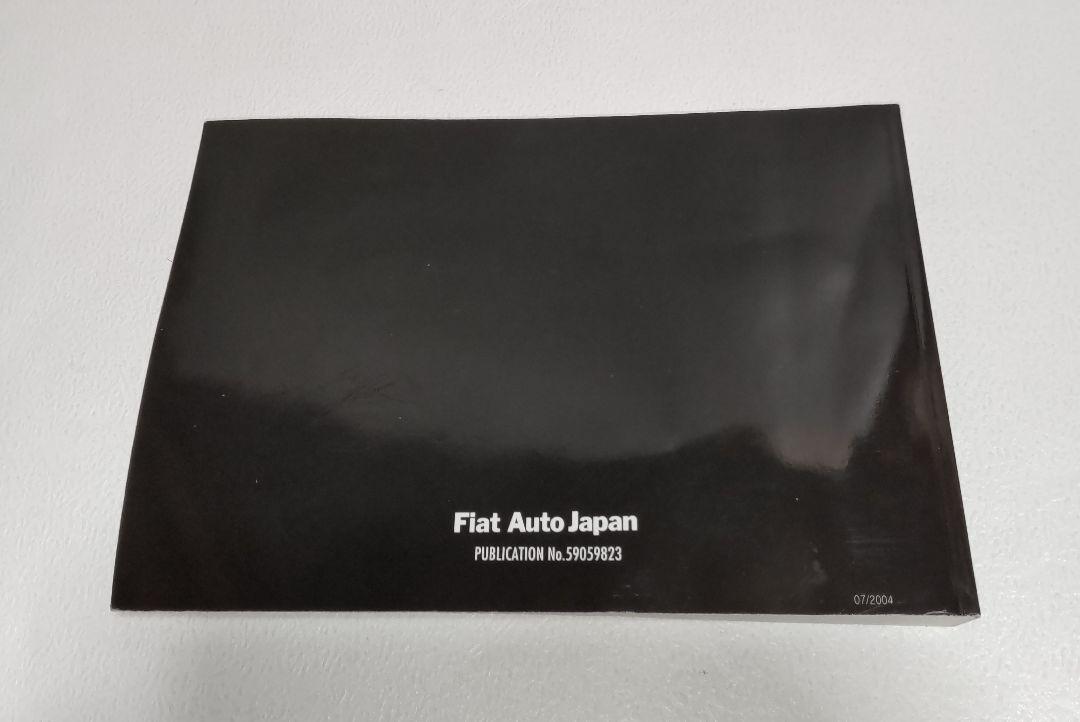 Fiat Auto Japan
PUBLICATION No.59059823
07/2004